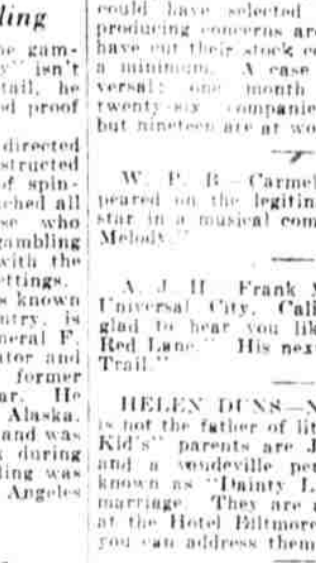 ling
e gam-
y" isn't
tail, he
d proof
directed
structed
f spin-
ched all
se who
gambling
with the
ettings.
s known
ntry, is
neral F.
tor and
former
ar. He
Alaska,
and was
during
ling was
Angeles
could have selected
producing concerns are
have cut their stock c
a minimum. A case
versal: one month
twenty-six companie
but nineteen are at wo
W. P. B.—Carmel
peared on the legitin
star in a musical com
Melody."
A. J. H. Frank M
Universal City, Cali
glad to hear you lik
Red Lane." His nex
Trail."
HELEN DUNS—N
is not the father of lit
Kid's" parents are J
and a vaudeville per
known as "Dainty L
marriage. They are a
at the Hotel Biltmore
you can address them